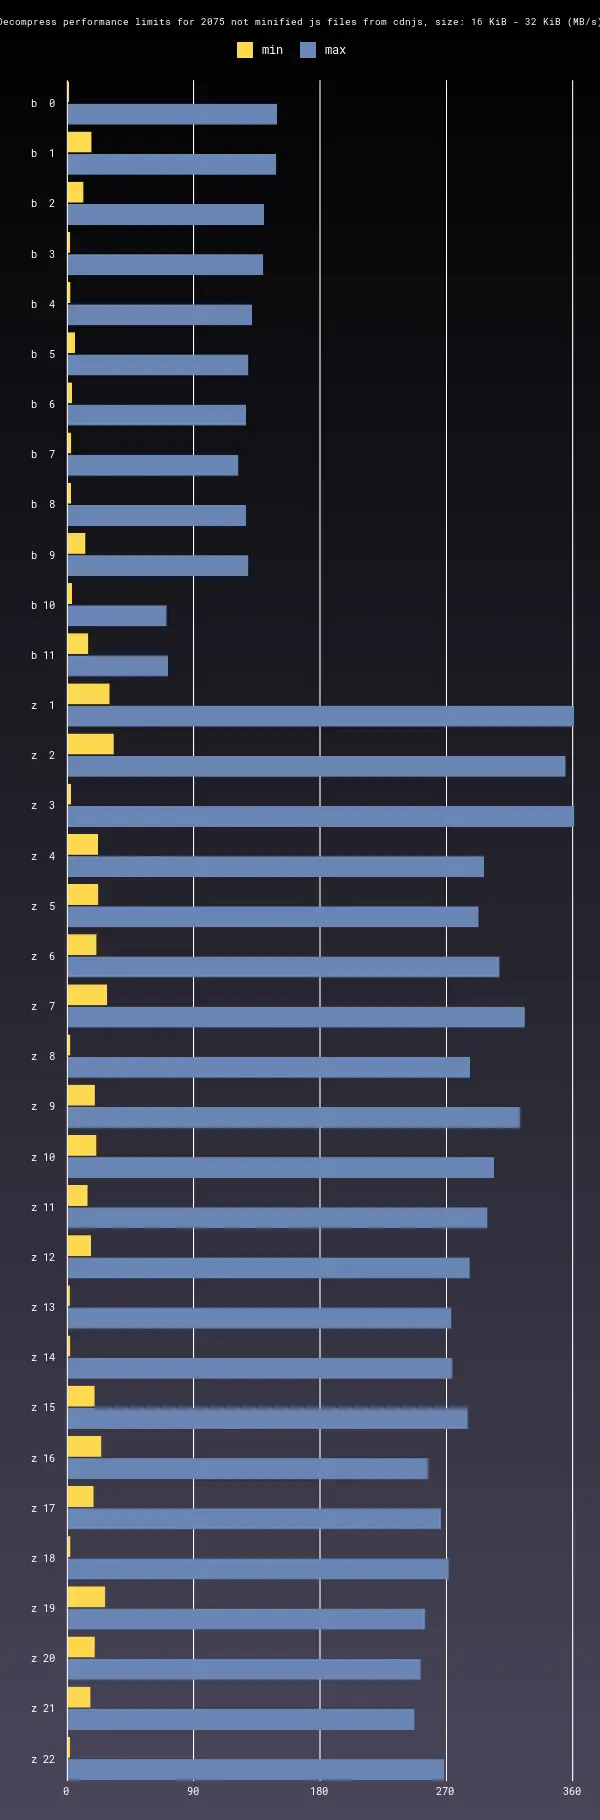 Decompress performance limits for 2075 not minified js files from cdnjs, size: 16 KiB - 32 KiB (MB/s)
min max
b 0
b 1
b 2
b 3
b 4
b 5
b 6
b 7
b 8
b 9
b 10
b 11
z 1
z 2
z 3
z 4
z 5
z 6
z 7
z 8
z 9
z 10
z 11
z 12
z 13
z 14
z 15
z 16
z 17
z 18
z 19
z 20
z 21
z 22
0 90 180 270 360